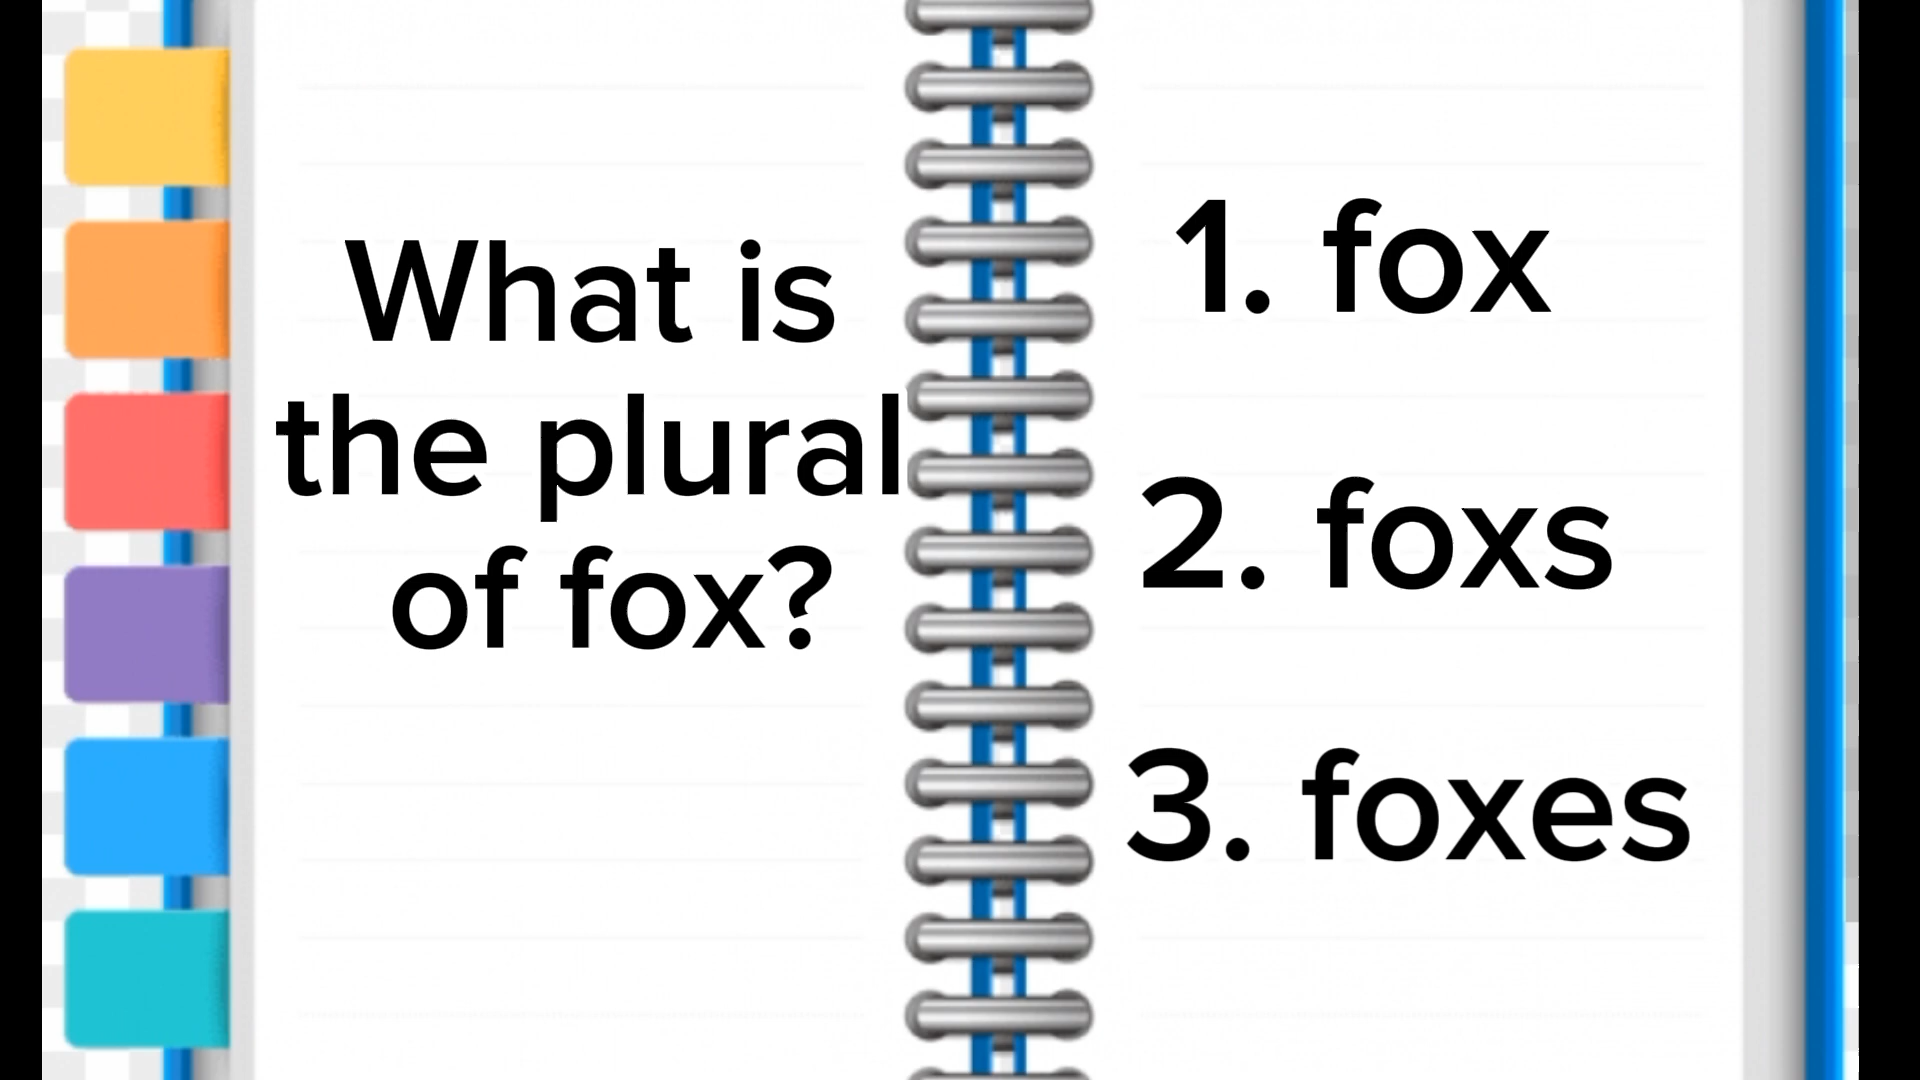 What is
the plural
of fox?
1. fox
2. foxs
3. foxes